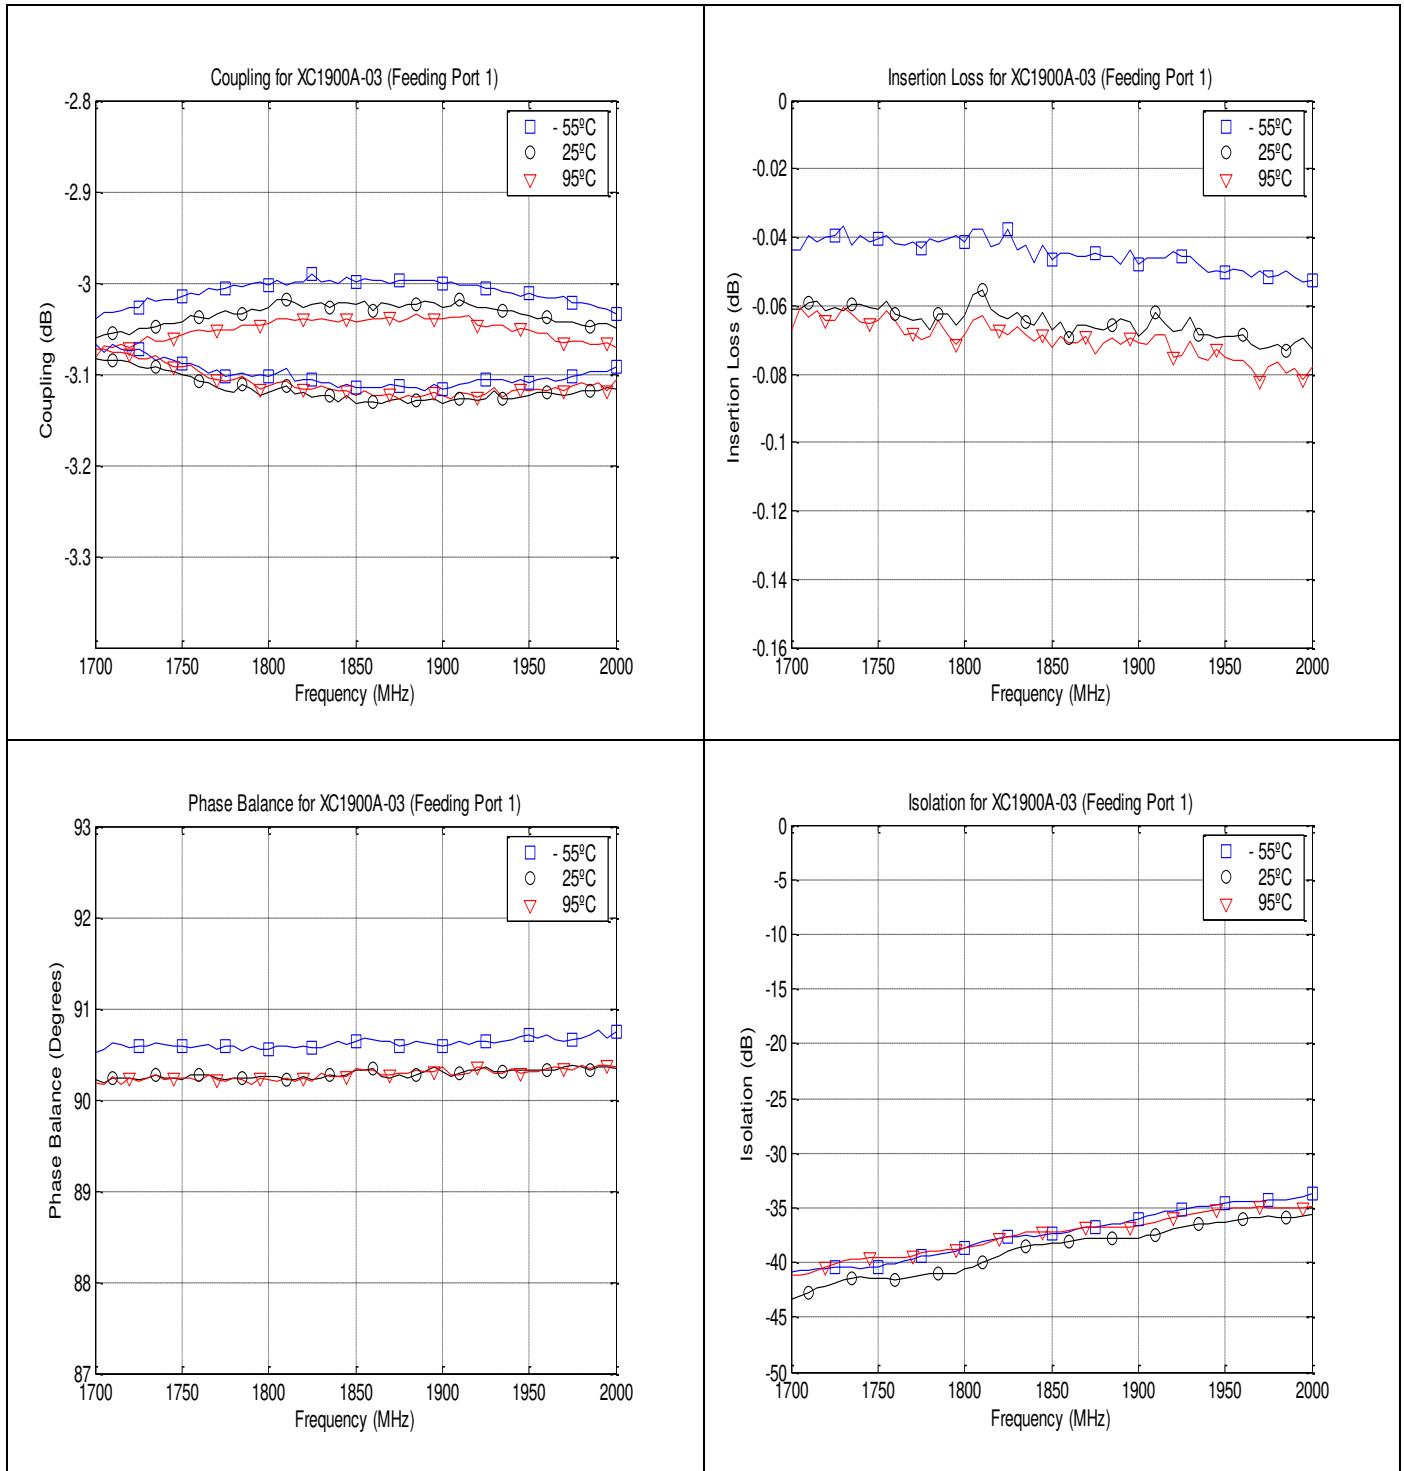 Coupling for XC1900A-03 (Feeding Port 1)
-2.8
-2.9
-3
-3.1
-3.2
-3.3
Coupling (dB)
- 55ºC
25ºC
95ºC
1700 1750 1800 1850 1900 1950 2000
Frequency (MHz)
Insertion Loss for XC1900A-03 (Feeding Port 1)
0
-0.02
-0.04
-0.06
-0.08
-0.1
-0.12
-0.14
-0.16
Insertion Loss (dB)
- 55ºC
25ºC
95ºC
1700 1750 1800 1850 1900 1950 2000
Frequency (MHz)
Phase Balance for XC1900A-03 (Feeding Port 1)
93
92
91
90
89
88
87
Phase Balance (Degrees)
- 55ºC
25ºC
95ºC
1700 1750 1800 1850 1900 1950 2000
Frequency (MHz)
Isolation for XC1900A-03 (Feeding Port 1)
0
-5
-10
-15
-20
-25
-30
-35
-40
-45
-50
Isolation (dB)
- 55ºC
25ºC
95ºC
1700 1750 1800 1850 1900 1950 2000
Frequency (MHz)